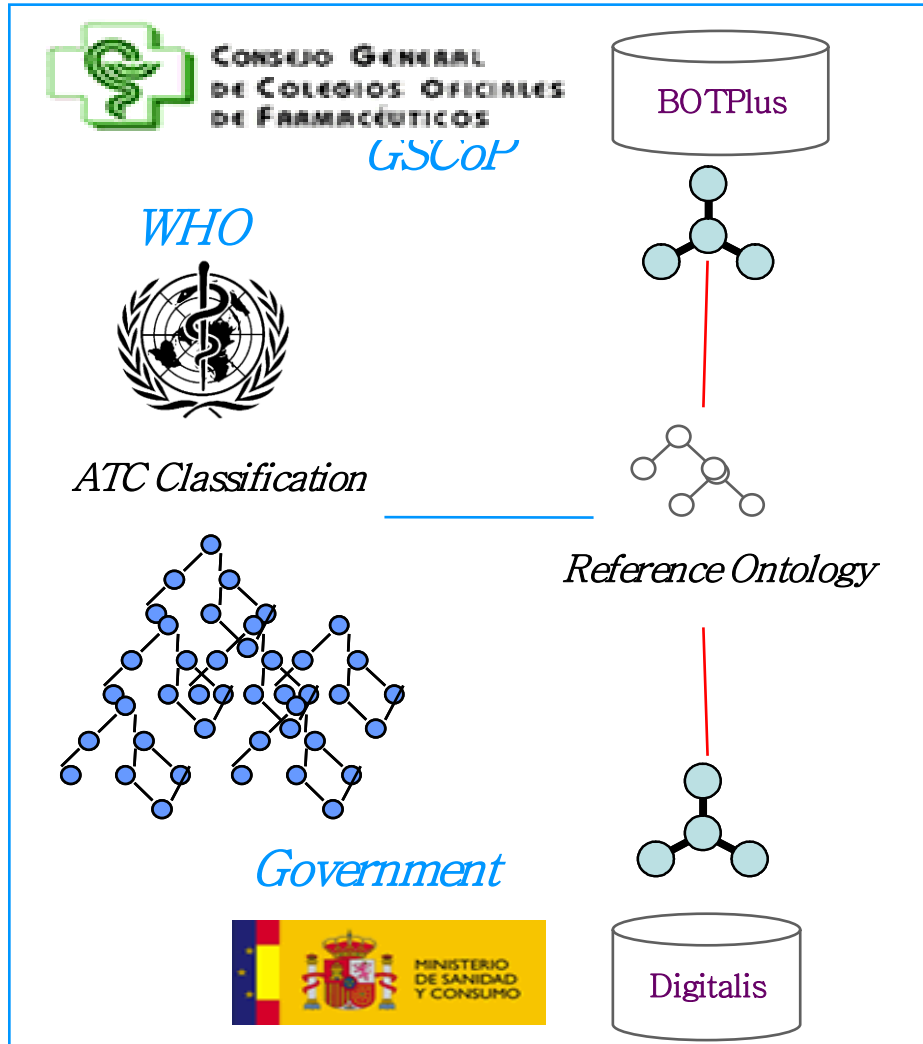 CONSEJO GENERAL
DE COLEGIOS OFICIALES
DE FARMACÉUTICOS
BOTPlus
GSCoP
WHO
ATC Classification
Reference Ontology
Government
MINISTERIO
DE SANIDAD
Y CONSUMO
Digitalis